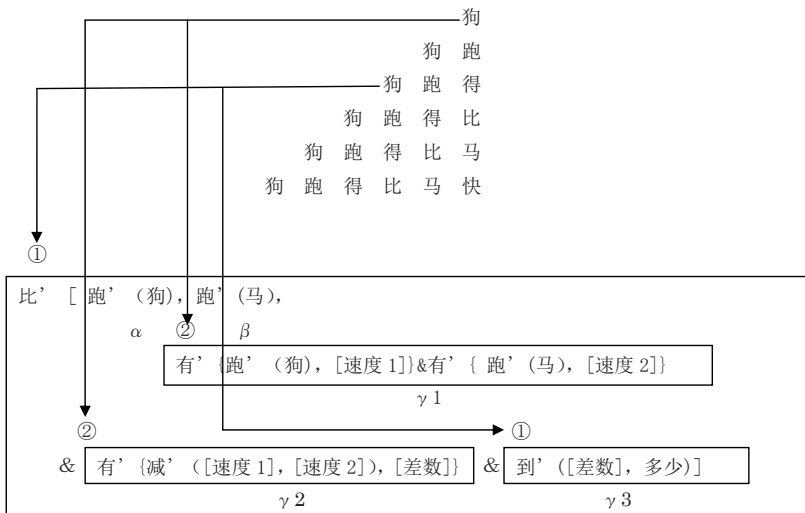 狗
狗 跑
狗 跑 得
狗 跑 得 比
狗 跑 得 比 马
狗 跑 得 比 马 快
①
比’ [ 跑’ (狗), 跑’ (马),
α ② β
有’ {跑’ (狗), [速度 1]}&有’ { 跑’ (马), [速度 2]}
γ 1
② ①
& 有’ {减’ ([速度 1], [速度 2]), [差数]} & 到’ ([差数], 多少)]
γ 2 γ 3